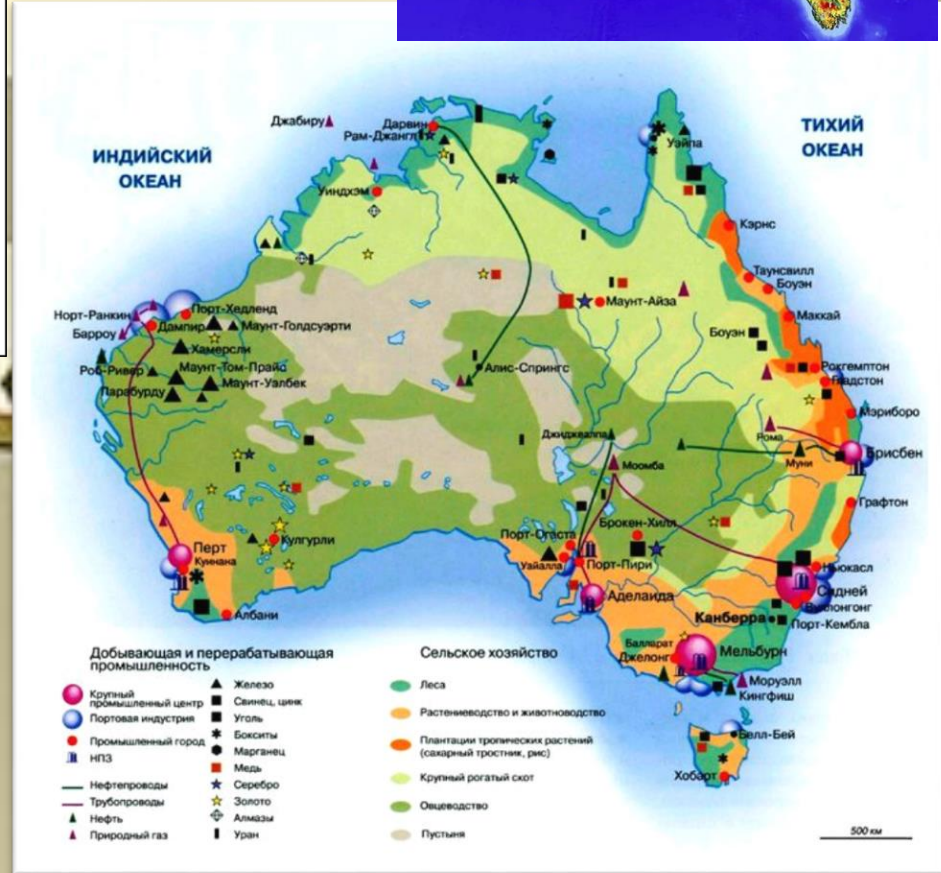 Джабиру
Дарвин
Рам-Джангл
ИНДИЙСКИЙ
ОКЕАН
ТИХИЙ
ОКЕАН
Уэйпа
Уиндхэм
Кэрнс
Таунсвилл
Боуэн
Норт-Ранкин
Порт-Хедленд
Барроу
Дампир
Маунт-Голдсуэрти
Маунт-Айза
Маккай
Хамерсли
Боуэн
Роб-Ривер
Маунт-Том-Прайс
Алис-Спрингс
Рокгемптон
Парабурду
Маунт-Уалбек
Гладстон
Мэриборо
Джиджвалпа
Рома
Моомба
Муни
Брисбен
Графтон
Брокен-Хилл
Перт
Кулгурли
Порт-Огаста
Куинана
Уайалла
Порт-Пири
Ньюкасл
Аделаида
Сидней
Албани
Канберра
Порт-Кембла
Балларат
Джелонг
Мельбурн
Моруэлл
Кингфиш
Белл-Бей
Хобарт
Добывающая и перерабатывающая
промышленность
Крупный
промышленный центр
Портовая индустрия
Промышленный город
НПЗ
Нефтепроводы
Трубопроводы
Нефть
Природный газ
Железо
Свинец, цинк
Уголь
Бокситы
Марганец
Медь
Серебро
Золото
Алмазы
Уран
Сельское хозяйство
Леса
Растениеводство и животноводство
Плантации тропических растений
(сахарный тростник, рис)
Крупный рогатый скот
Овцеводство
Пустыня
500 км